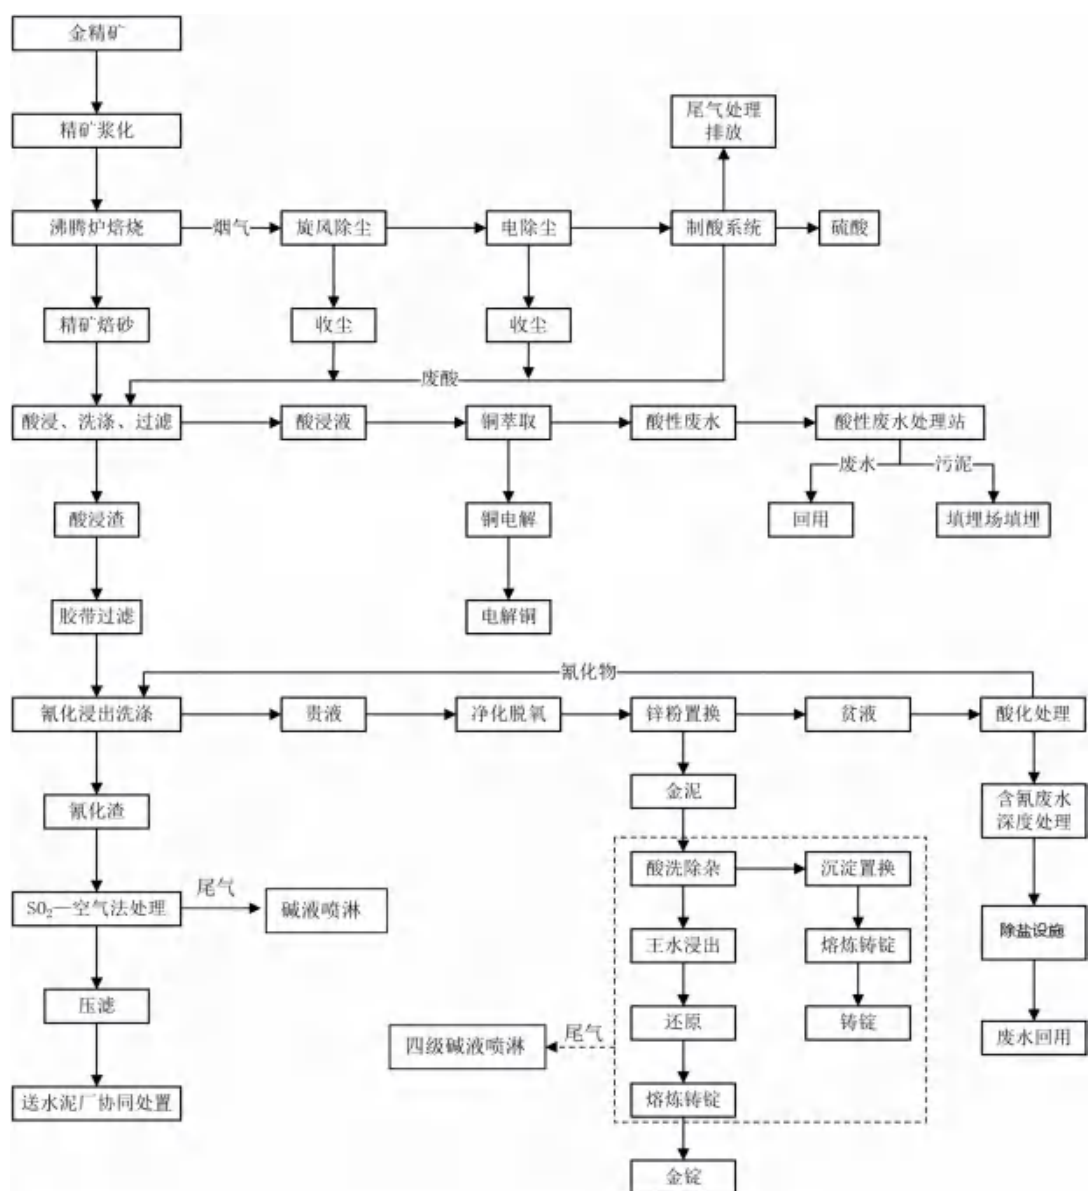 金精矿
精矿浆化
尾气处理
排放
沸腾炉焙烧
烟气
旋风除尘
电除尘
制酸系统
硫酸
精矿焙砂
收尘
收尘
废酸
酸浸、洗涤、过滤
酸浸液
铜萃取
酸性废水
酸性废水处理站
废水
污泥
酸浸渣
铜电解
回用
填埋场填埋
胶带过滤
电解铜
氰化物
氰化浸出洗涤
贵液
净化脱氧
锌粉置换
贫液
酸化处理
金泥
氰化渣
含氰废水
深度处理
酸洗除杂
沉淀置换
尾气
SO₂—空气法处理
碱液喷淋
王水浸出
熔炼铸锭
除盐设施
压滤
还原
铸锭
尾气
四级碱液喷淋
废水回用
送水泥厂协同处置
熔炼铸锭
金锭